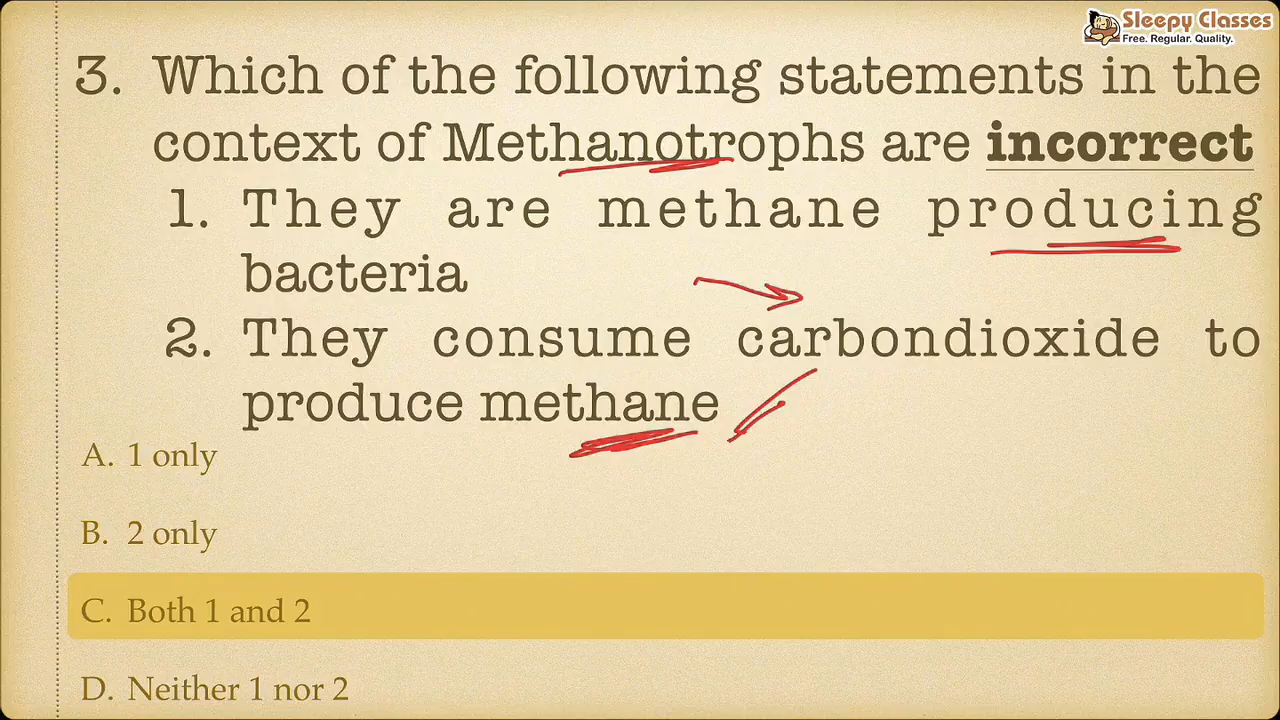 Sleepy Classes
Free. Regular. Quality.
3. Which of the following statements in the
context of Methanotrophs are incorrect
1. They are methane producing
bacteria
2. They consume carbondioxide to
produce methane
A. 1 only
B. 2 only
C. Both 1 and 2
D. Neither 1 nor 2